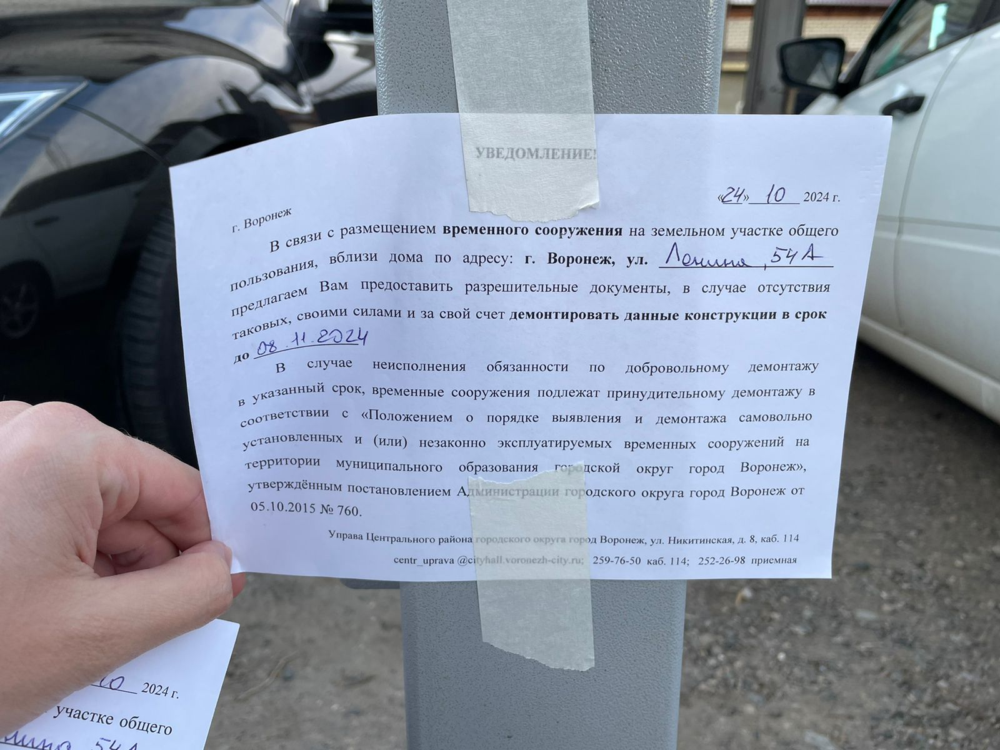 УВЕДОМЛЕНИЕ!
«24» 10 2024 г.
г. Воронеж
В связи с размещением временного сооружения на земельном участке общего
пользования, вблизи дома по адресу: г. Воронеж, ул. Ленина, 54А
предлагаем Вам предоставить разрешительные документы, в случае отсутствия
таковых, своими силами и за свой счет демонтировать данные конструкции в срок
до 08.11.2024
В случае неисполнения обязанности по добровольному демонтажу
в указанный срок, временные сооружения подлежат принудительному демонтажу в
соответствии с «Положением о порядке выявления и демонтажа самовольно
установленных и (или) незаконно эксплуатируемых временных сооружений на
территории муниципального образования городской округ город Воронеж»,
утверждённым постановлением Администрации городского округа город Воронеж от
05.10.2015 № 760.
Управа Центрального района городского округа город Воронеж, ул. Никитинская, д. 8, каб. 114
centr_uprava @cityhall.voronezh-city.ru; 259-76-50 каб. 114; 252-26-98 приемная
10 2024 г.
участке общего
54А